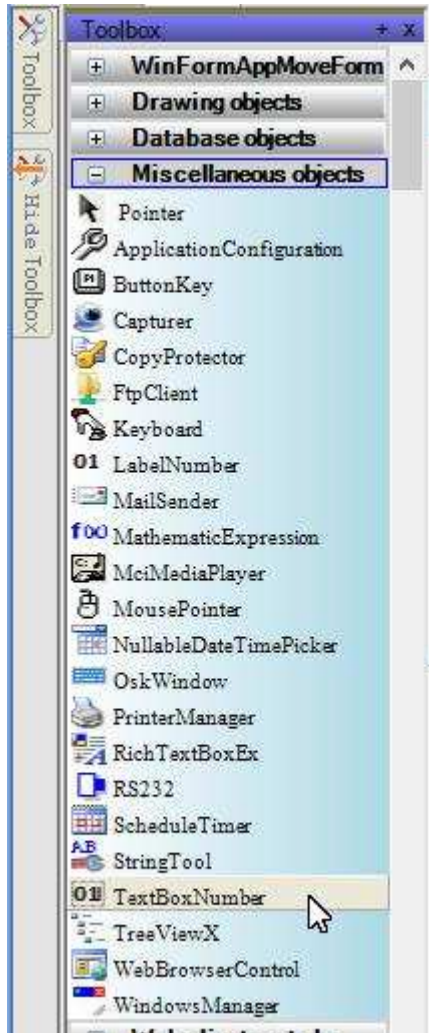 Toolbox + x
Toolbox
Hide Toolbox
WinFormAppMoveForm
Drawing objects
Database objects
Miscellaneous objects
Pointer
ApplicationConfiguration
ButtonKey
Capturer
CopyProtector
FtpClient
Keyboard
01 LabelNumber
MailSender
f(x) MathematicExpression
MciMediaPlayer
MousePointer
NullableDateTimePicker
OskWindow
PrinterManager
RichTextBoxEx
RS232
ScheduleTimer
AB StringTool
01 TextBoxNumber
TreeViewX
WebBrowserControl
WindowsManager